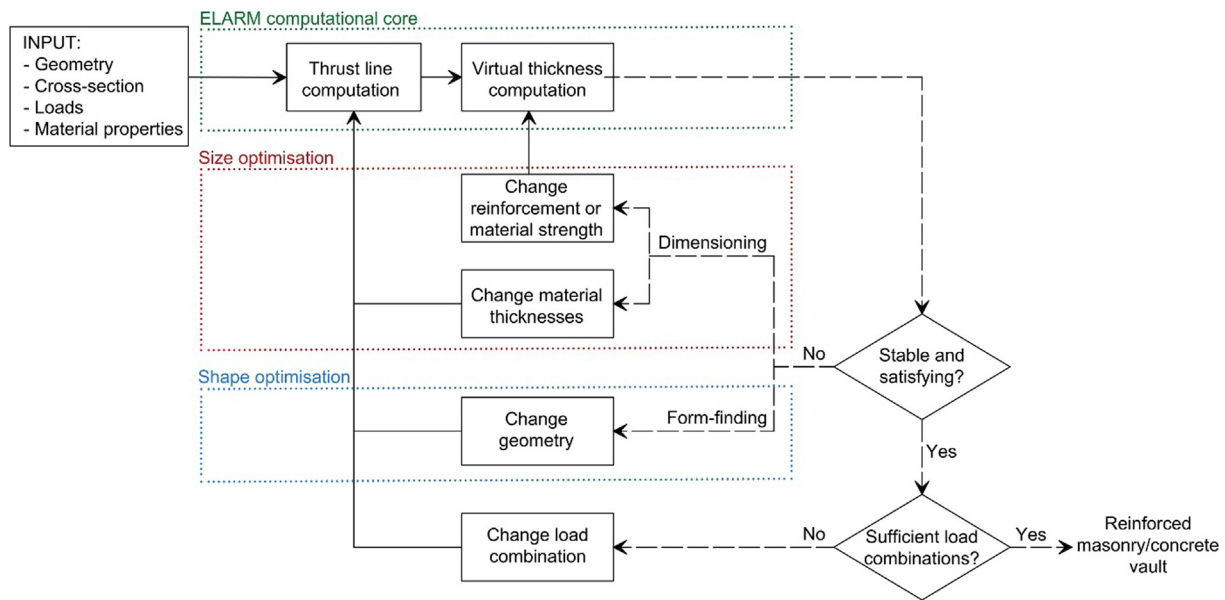 ELARM computational core
INPUT:
- Geometry
- Cross-section
- Loads
- Material properties
Thrust line
computation
Virtual thickness
computation
Size optimisation
Change
reinforcement or
material strength
Dimensioning
Change material
thicknesses
No
Stable and
satisfying?
Shape optimisation
Change
geometry
Form-finding
Yes
Change load
combination
No
Sufficient load
combinations?
Yes
Reinforced
masonry/concrete
vault